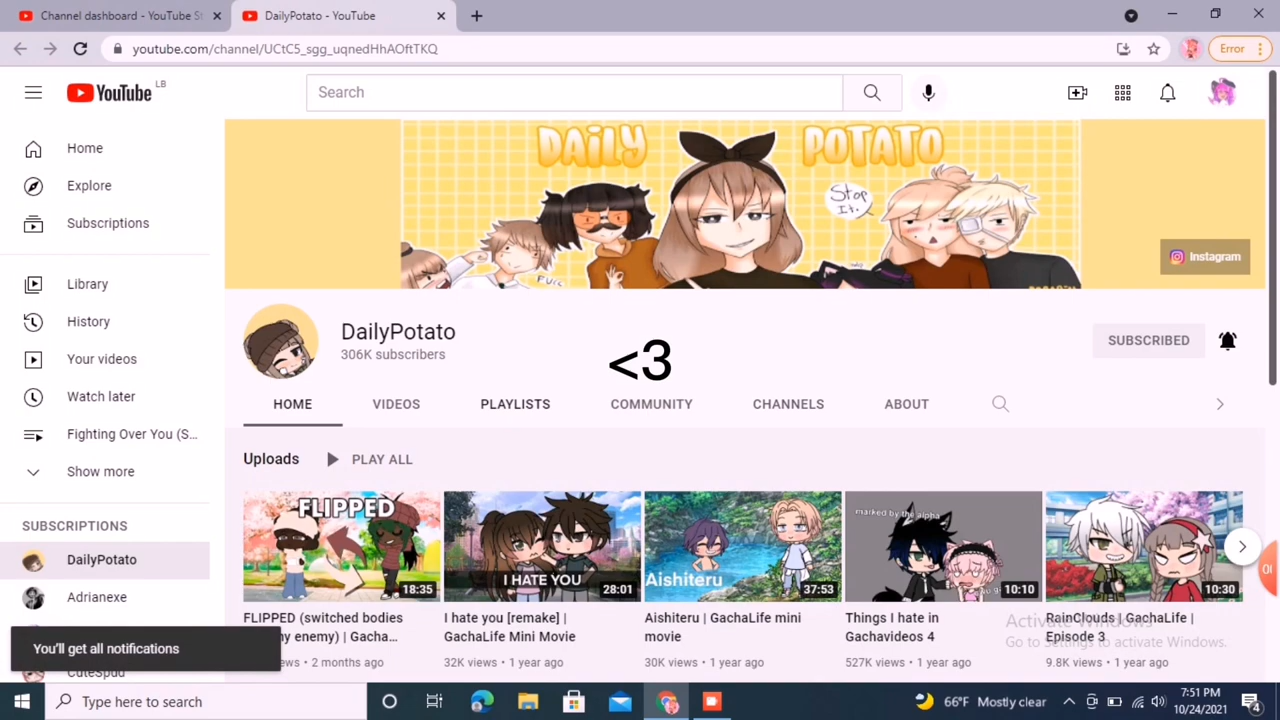 Channel dashboard - YouTube St
DailyPotato - YouTube
youtube.com/channel/UCtC5_sgg_uqnedHhAOftTKQ
Error
YouTube LB
Search
DAILY POTATO
Stop It.
Instagram
Home
Explore
Subscriptions
Library
History
Your videos
Watch later
Fighting Over You (S...
Show more
SUBSCRIPTIONS
DailyPotato
Adrianexe
CuteSpud
You'll get all notifications
DailyPotato
306K subscribers
<3
SUBSCRIBED
HOME VIDEOS PLAYLISTS COMMUNITY CHANNELS ABOUT
Uploads PLAY ALL
FLIPPED
18:35
I HATE YOU
28:01
Aishiteru
37:53
marked by the alpha
10:10
10:30
FLIPPED (switched bodies
my enemy) | Gacha...
2 months ago
I hate you [remake] |
GachaLife Mini Movie
32K views • 1 year ago
Aishiteru | GachaLife mini
movie
30K views • 1 year ago
Things I hate in
Gachavideos 4
527K views • 1 year ago
RainClouds | GachaLife |
Episode 3
9.8K views • 1 year ago
Activate Windows
Go to Settings to activate Windows.
Type here to search
66°F Mostly clear
7:51 PM
10/24/2021
4